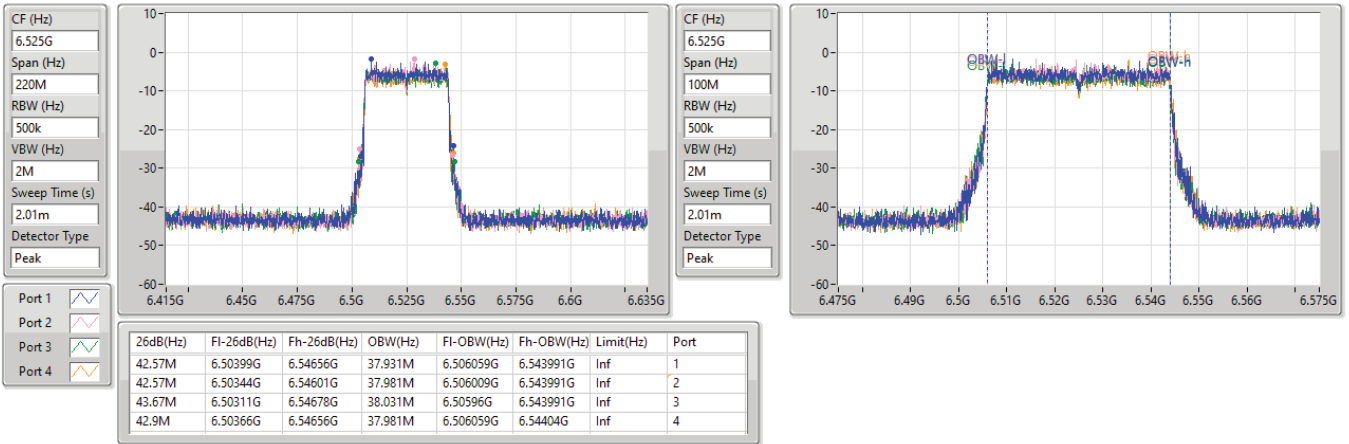 CF (Hz)
6.525G
Span (Hz)
220M
RBW (Hz)
500k
VBW (Hz)
2M
Sweep Time (s)
2.01m
Detector Type
Peak
10
0
-10
-20
-30
-40
-50
-60
6.415G 6.45G 6.475G 6.5G 6.525G 6.55G 6.575G 6.6G 6.635G
CF (Hz)
6.525G
Span (Hz)
100M
RBW (Hz)
500k
VBW (Hz)
2M
Sweep Time (s)
2.01m
Detector Type
Peak
10
0
-10
-20
-30
-40
-50
-60
OBW-l OBW-h
6.475G 6.49G 6.5G 6.51G 6.52G 6.53G 6.54G 6.55G 6.56G 6.575G
Port 1
Port 2
Port 3
Port 4
26dB(Hz) Fl-26dB(Hz) Fh-26dB(Hz) OBW(Hz) Fl-OBW(Hz) Fh-OBW(Hz) Limit(Hz) Port
42.57M 6.50399G 6.54656G 37.931M 6.506059G 6.543991G Inf 1
42.57M 6.50344G 6.54601G 37.981M 6.506009G 6.543991G Inf 2
43.67M 6.50311G 6.54678G 38.031M 6.50596G 6.543991G Inf 3
42.9M 6.50366G 6.54656G 37.981M 6.506059G 6.54404G Inf 4